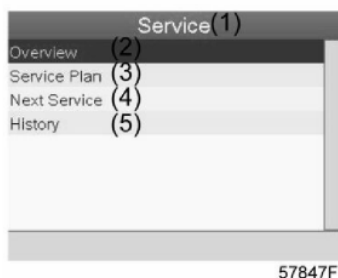 Service(1)
Overview (2)
Service Plan (3)
Next Service (4)
History (5)
57847F